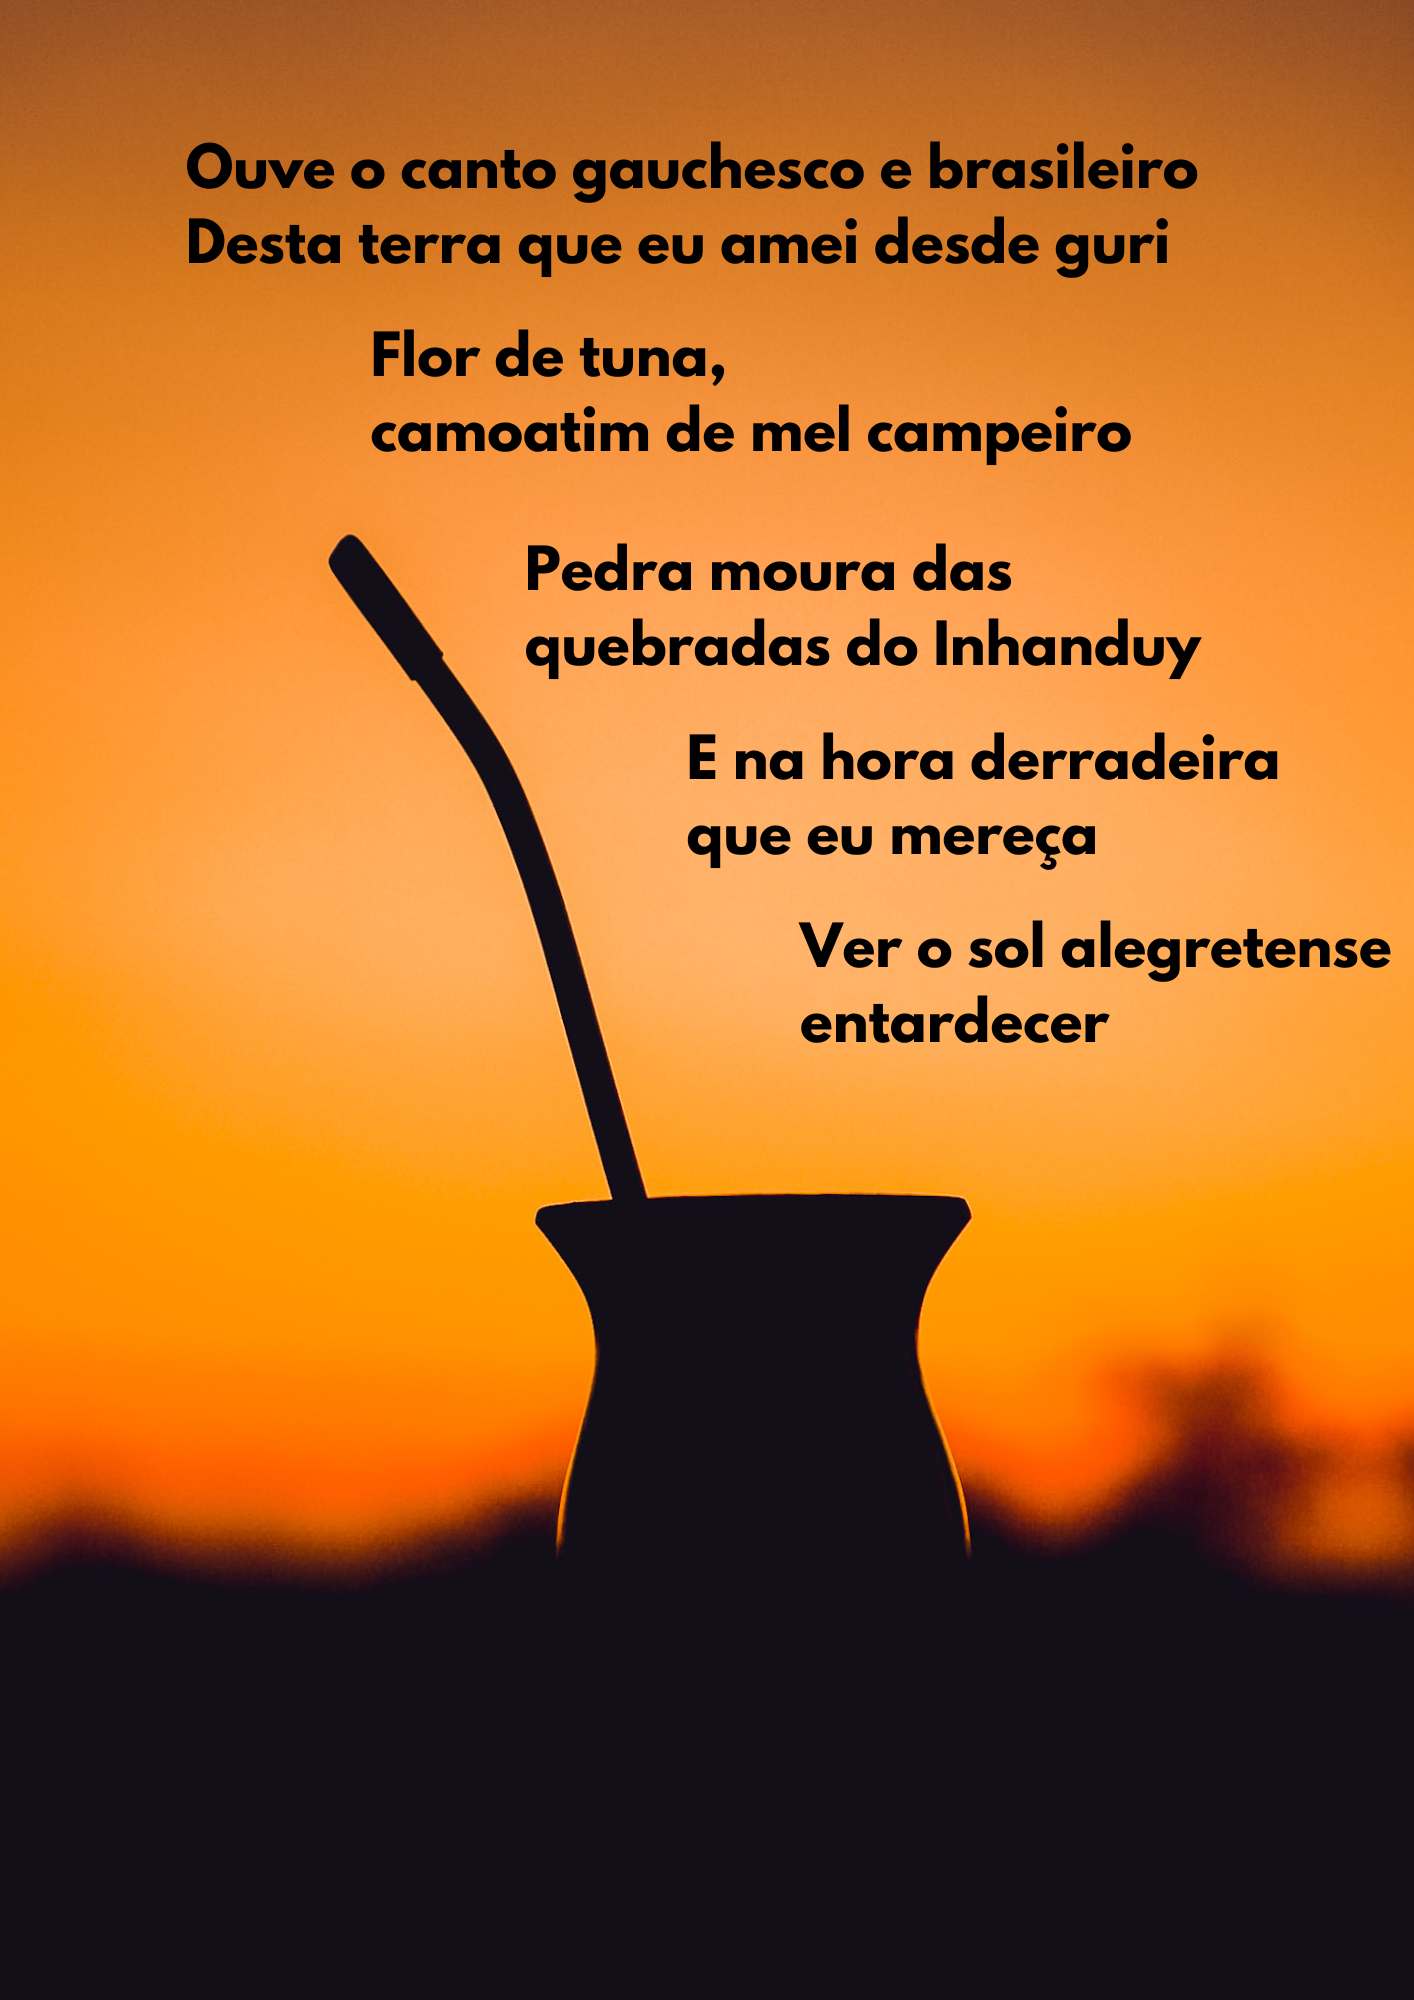 Ouve o canto gauchesco e brasileiro
Desta terra que eu amei desde guri
Flor de tuna,
camoatim de mel campeiro
Pedra moura das
quebradas do Inhanduy
E na hora derradeira
que eu mereça
Ver o sol alegretense
entardecer